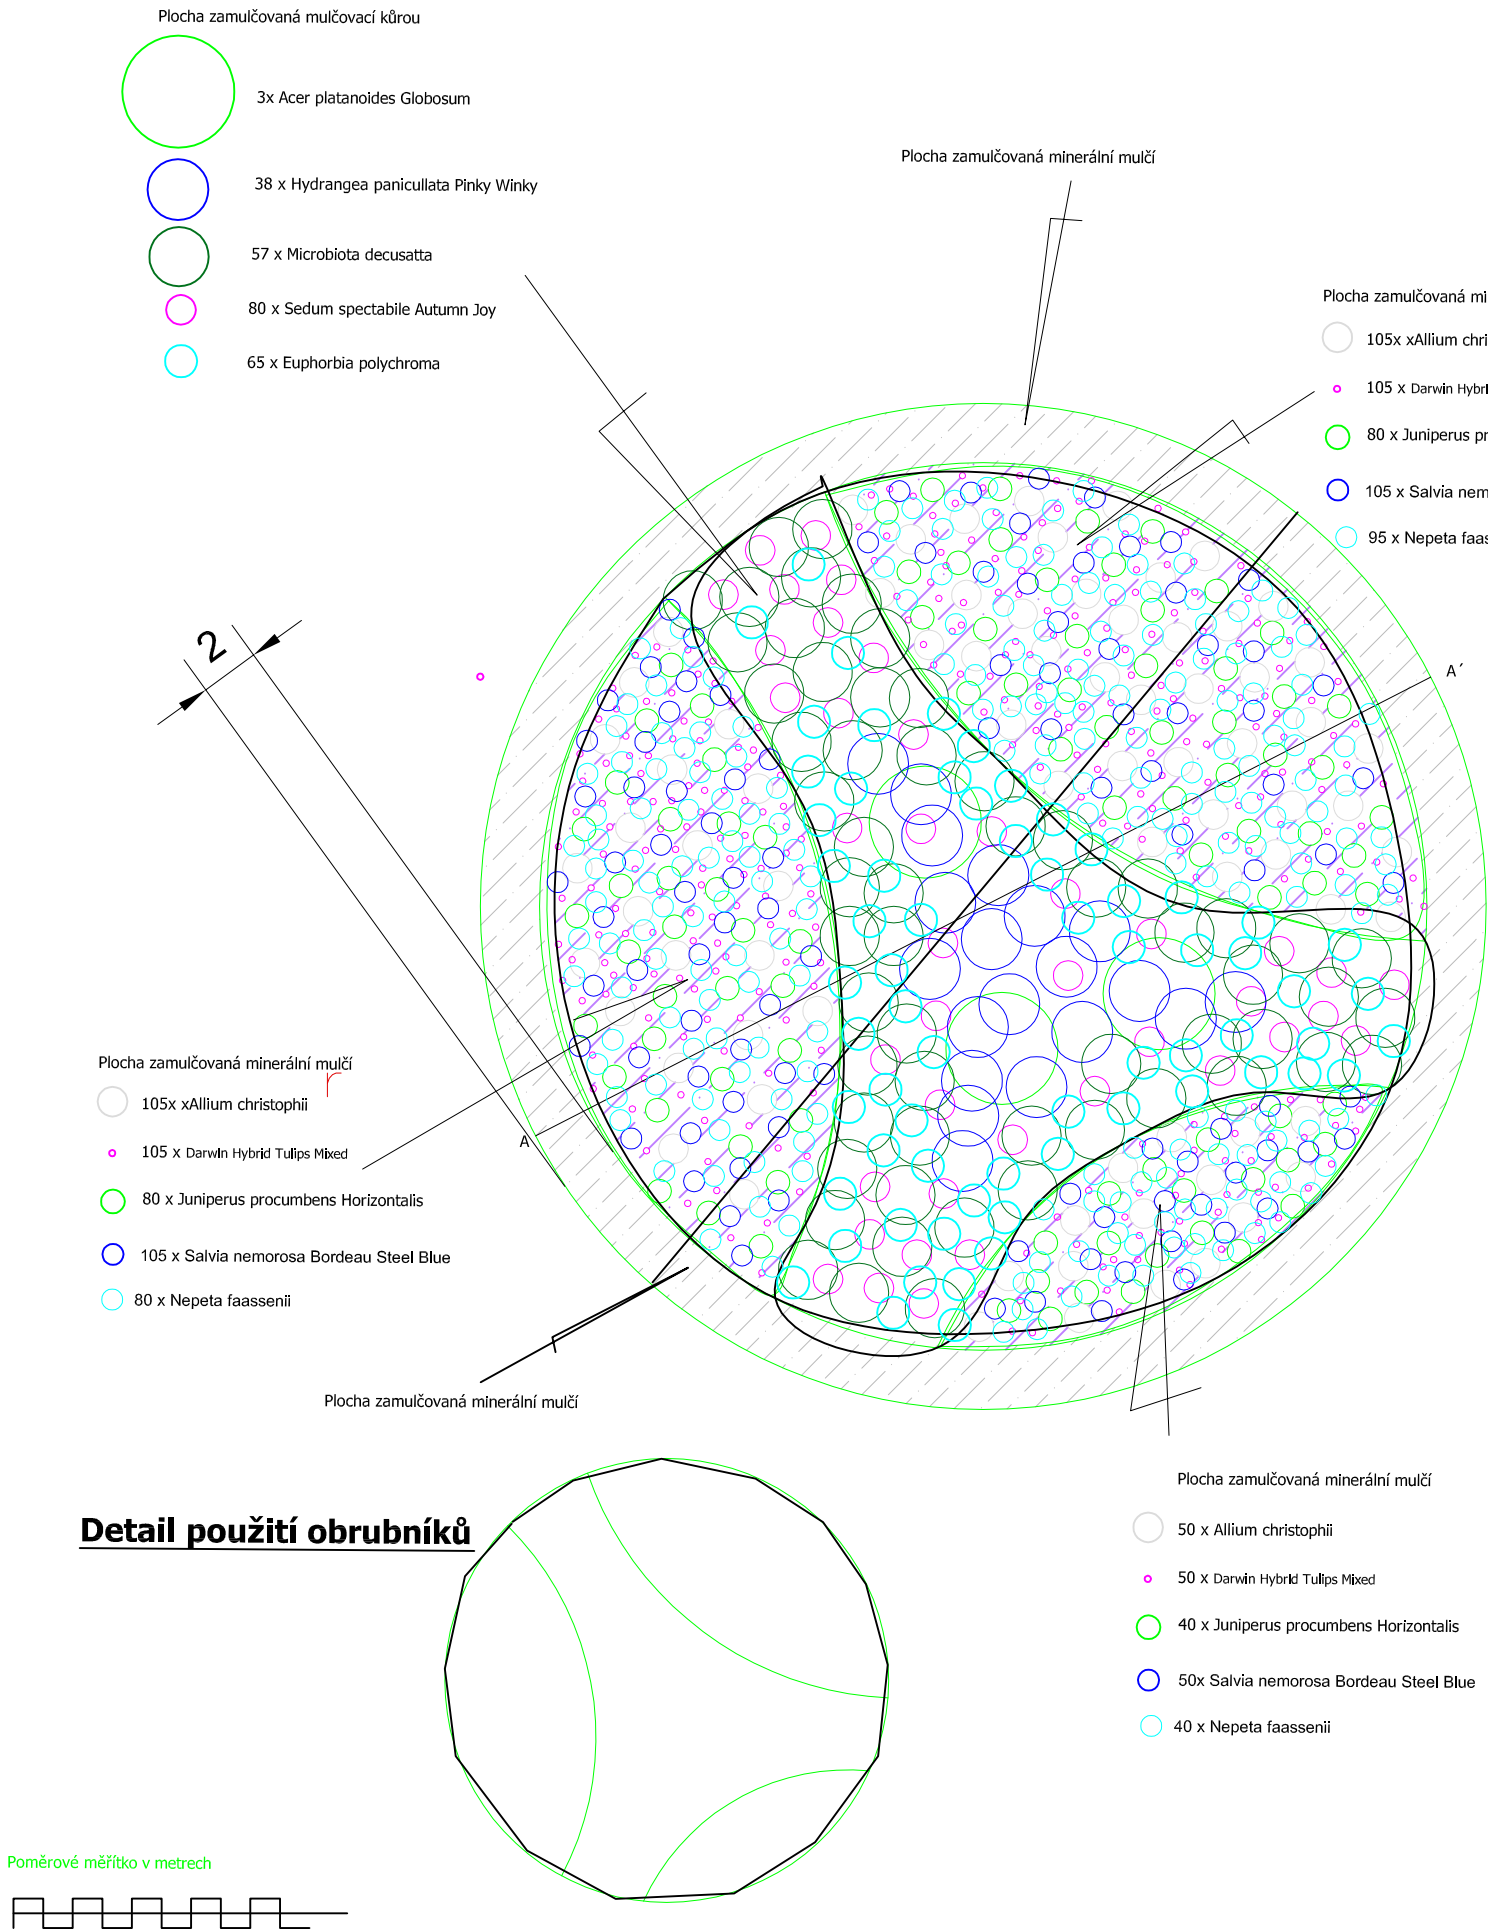 Plocha zamulčovaná mulčovací kůrou
3x Acer platanoides Globosum
38 x Hydrangea panicullata Pinky Winky
57 x Microbiota decusatta
80 x Sedum spectabile Autumn Joy
65 x Euphorbia polychroma
Plocha zamulčovaná minerální mulčí
Plocha zamulčovaná mi
105x xAllium chri
105 x Darwin Hybri
80 x Juniperus pr
105 x Salvia nem
95 x Nepeta faas
2
A´
A
Plocha zamulčovaná minerální mulčí
105x xAllium christophii
105 x Darwin Hybrid Tulips Mixed
80 x Juniperus procumbens Horizontalis
105 x Salvia nemorosa Bordeau Steel Blue
80 x Nepeta faassenii
Plocha zamulčovaná minerální mulčí
Plocha zamulčovaná minerální mulčí
50 x Allium christophii
50 x Darwin Hybrid Tulips Mixed
40 x Juniperus procumbens Horizontalis
50x Salvia nemorosa Bordeau Steel Blue
40 x Nepeta faassenii
Detail použití obrubníků
Poměrové měřítko v metrech